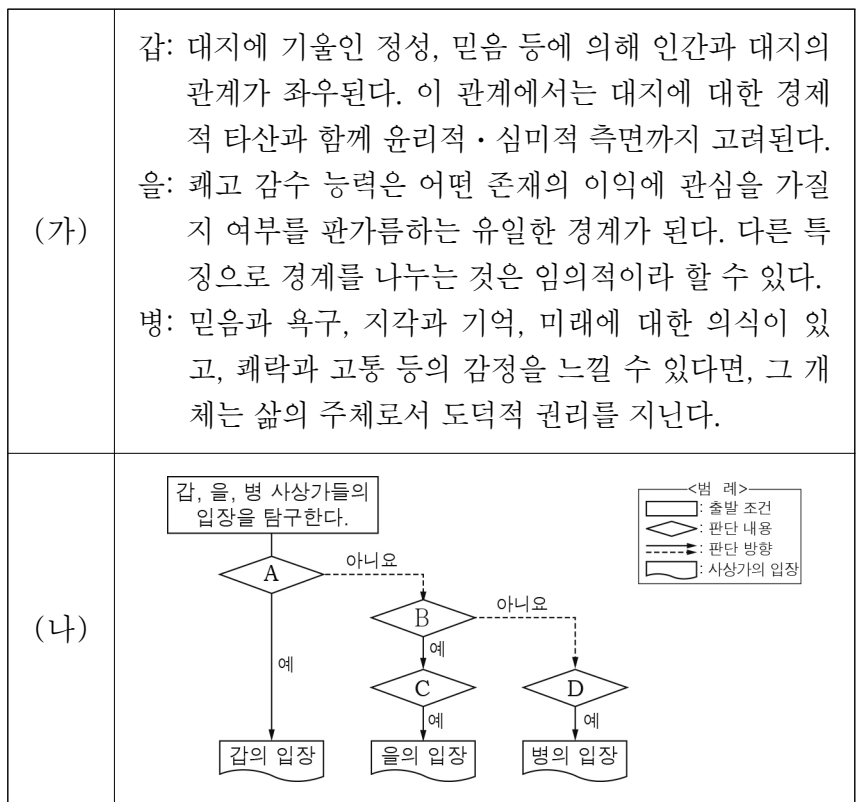 (가)
갑: 대지에 기울인 정성, 믿음 등에 의해 인간과 대지의
관계가 좌우된다. 이 관계에서는 대지에 대한 경제
적 타산과 함께 윤리적·심미적 측면까지 고려된다.
을: 쾌고 감수 능력은 어떤 존재의 이익에 관심을 가질
지 여부를 판가름하는 유일한 경계가 된다. 다른 특
징으로 경계를 나누는 것은 임의적이라 할 수 있다.
병: 믿음과 욕구, 지각과 기억, 미래에 대한 의식이 있
고, 쾌락과 고통 등의 감정을 느낄 수 있다면, 그 개
체는 삶의 주체로서 도덕적 권리를 지닌다.
(나)
갑, 을, 병 사상가들의
입장을 탐구한다.
<범 례>
: 출발 조건
: 판단 내용
: 판단 방향
: 사상가의 입장
A
아니요
B
아니요
예
예
C
D
예
예
갑의 입장
을의 입장
병의 입장